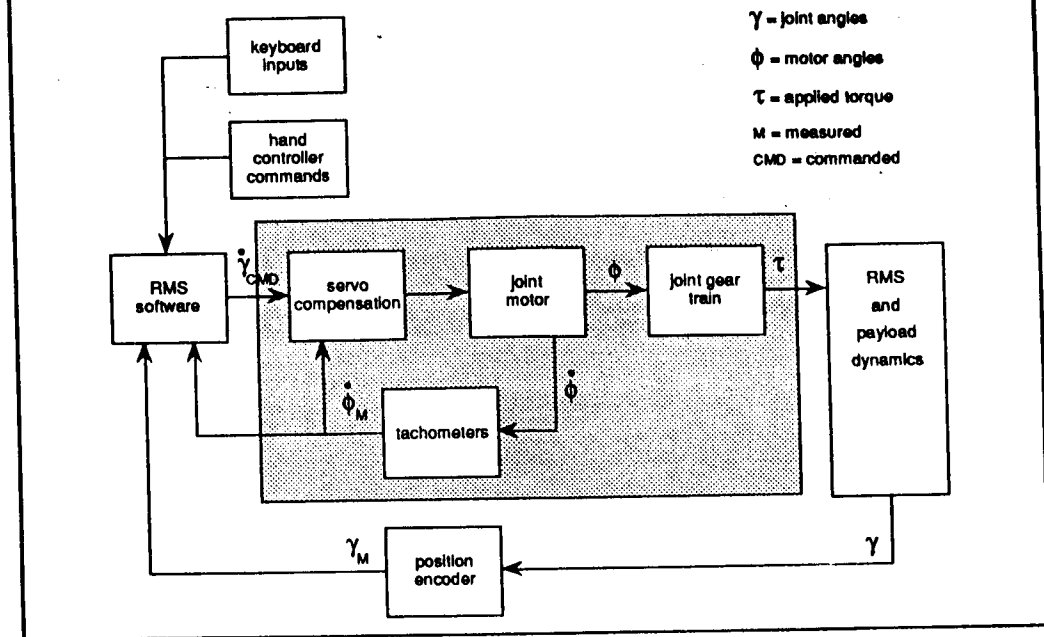 γ = joint angles
ϕ = motor angles
τ = applied torque
M = measured
CMD = commanded
keyboard
inputs
hand
controller
commands
RMS
software
γ̇CMD
servo
compensation
joint
motor
ϕ
joint gear
train
τ
RMS
and
payload
dynamics
ϕ̇M
ϕ̇
tachometers
γM
position
encoder
γ